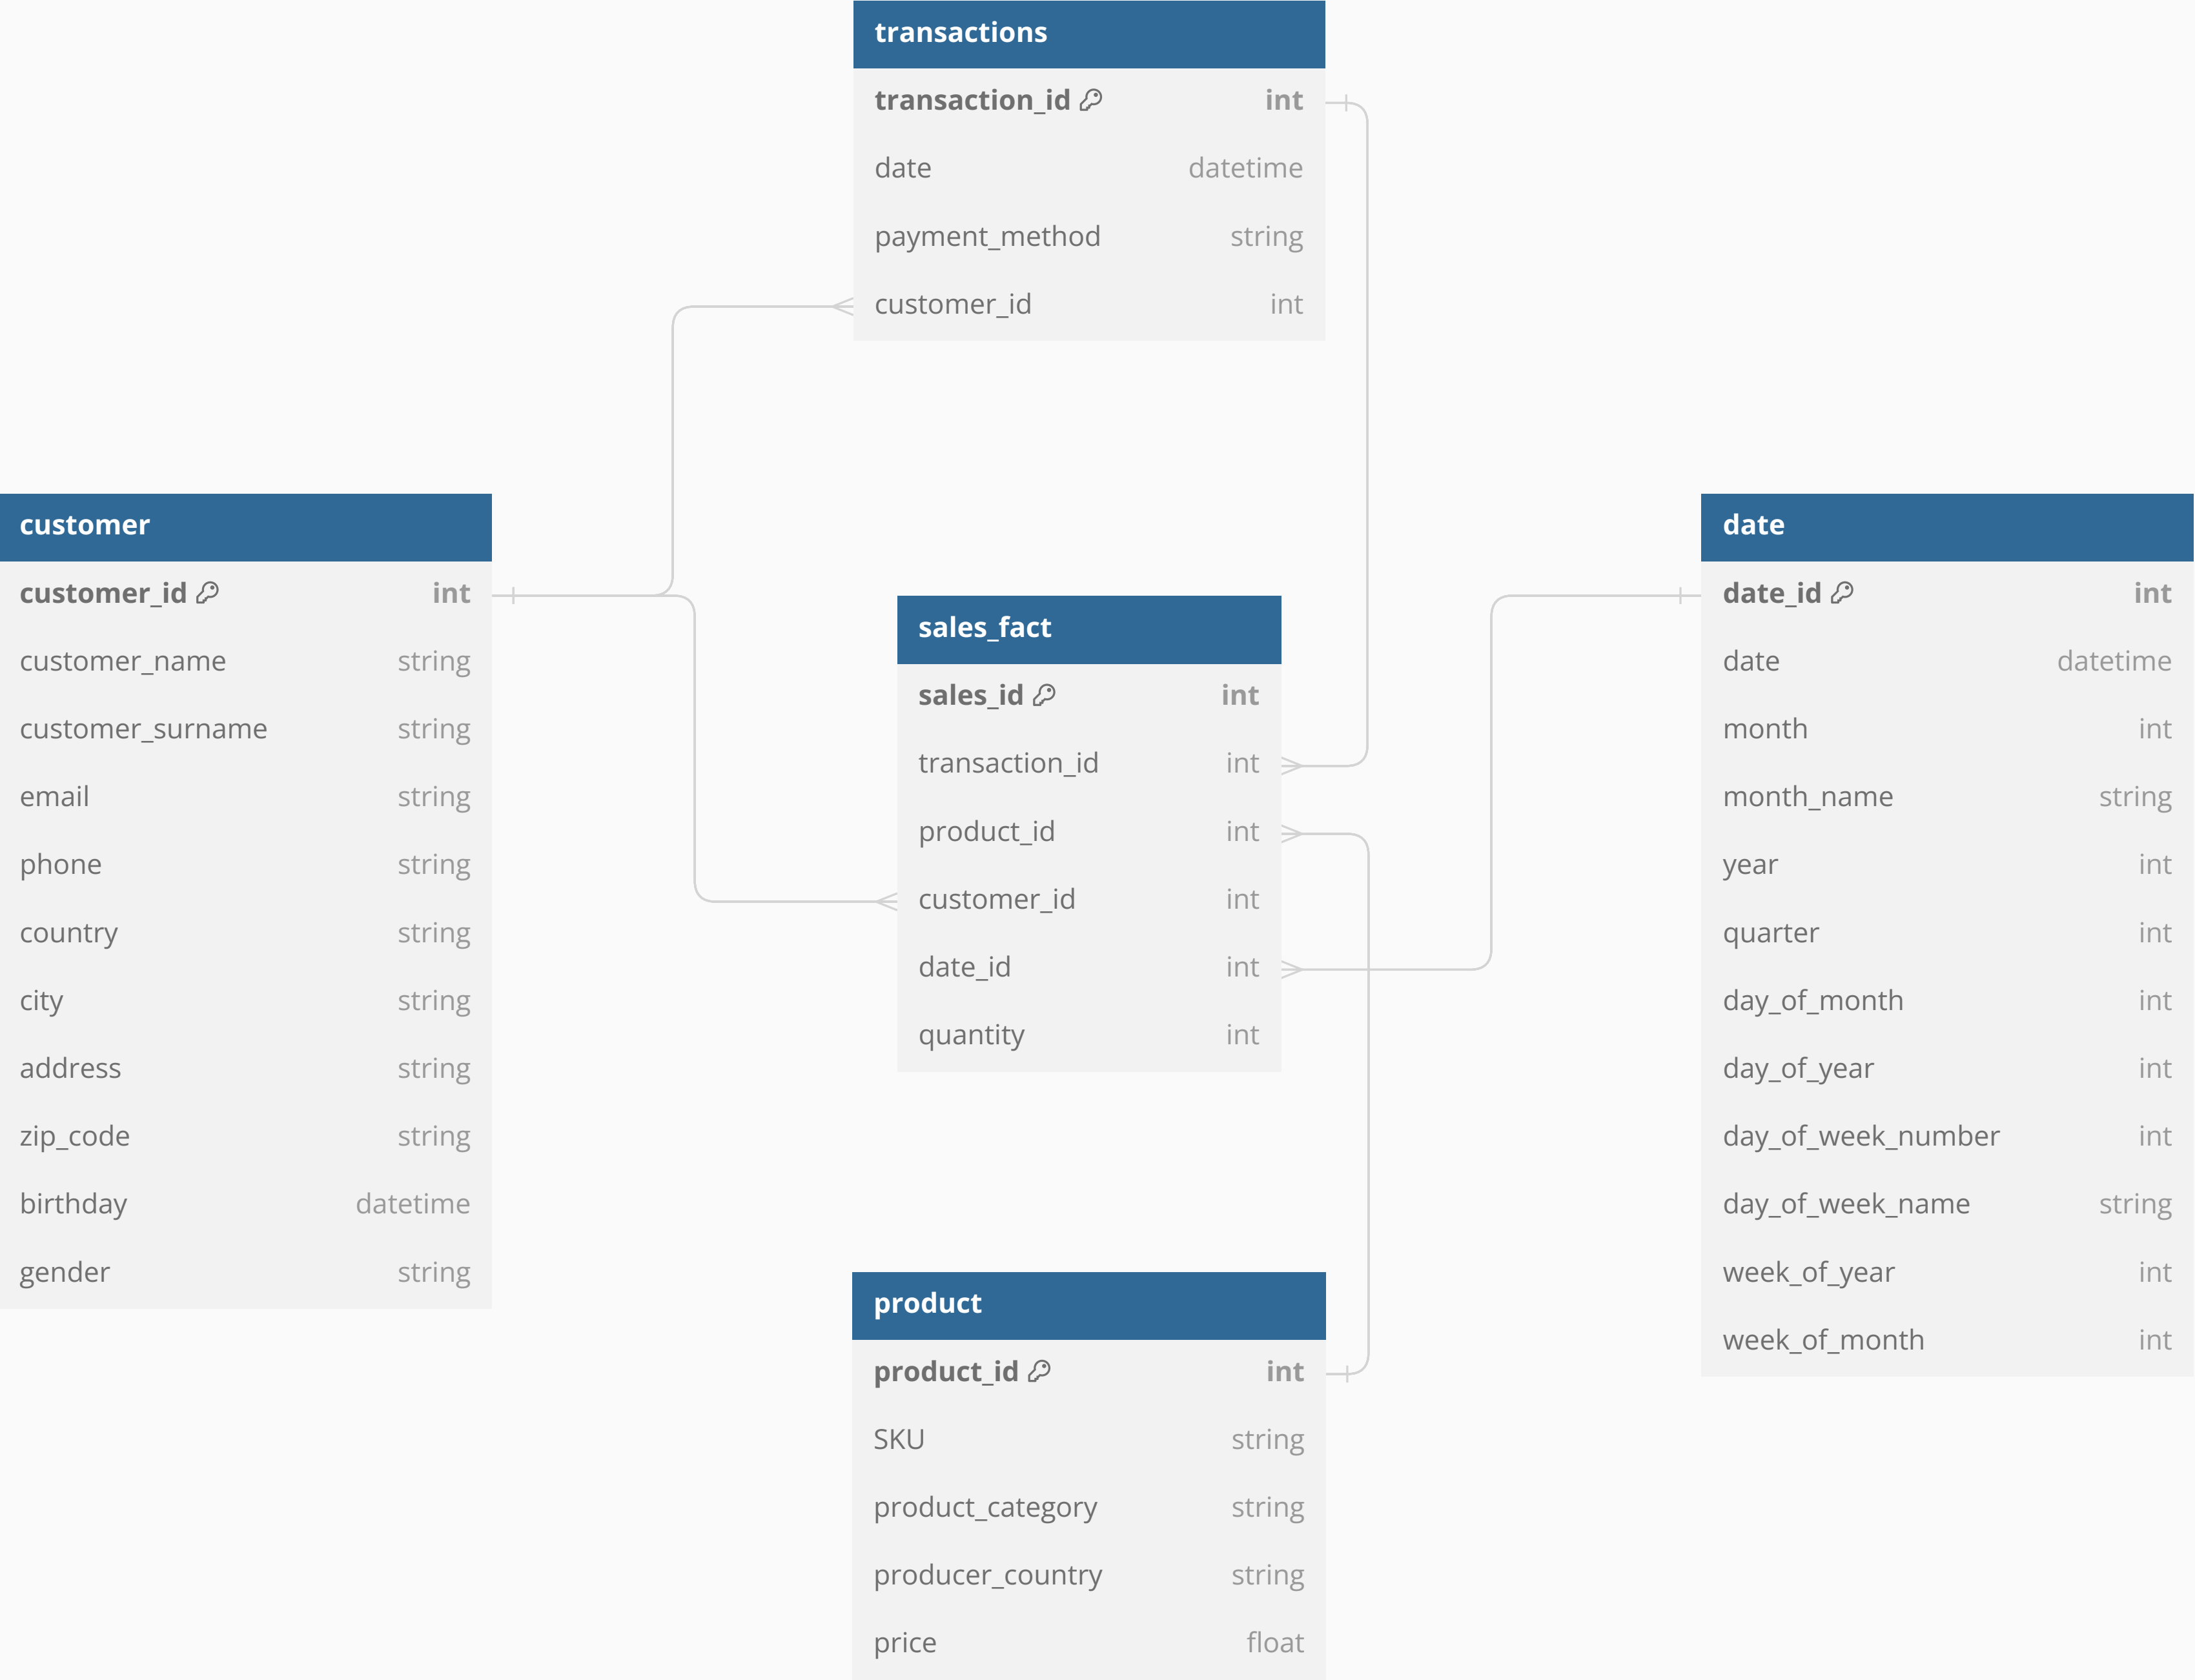 transactions
transaction_id int
date datetime
payment_method string
customer_id int
customer
customer_id int
customer_name string
customer_surname string
email string
phone string
country string
city string
address string
zip_code string
birthday datetime
gender string
sales_fact
sales_id int
transaction_id int
product_id int
customer_id int
date_id int
quantity int
date
date_id int
date datetime
month int
month_name string
year int
quarter int
day_of_month int
day_of_year int
day_of_week_number int
day_of_week_name string
week_of_year int
week_of_month int
product
product_id int
SKU string
product_category string
producer_country string
price float